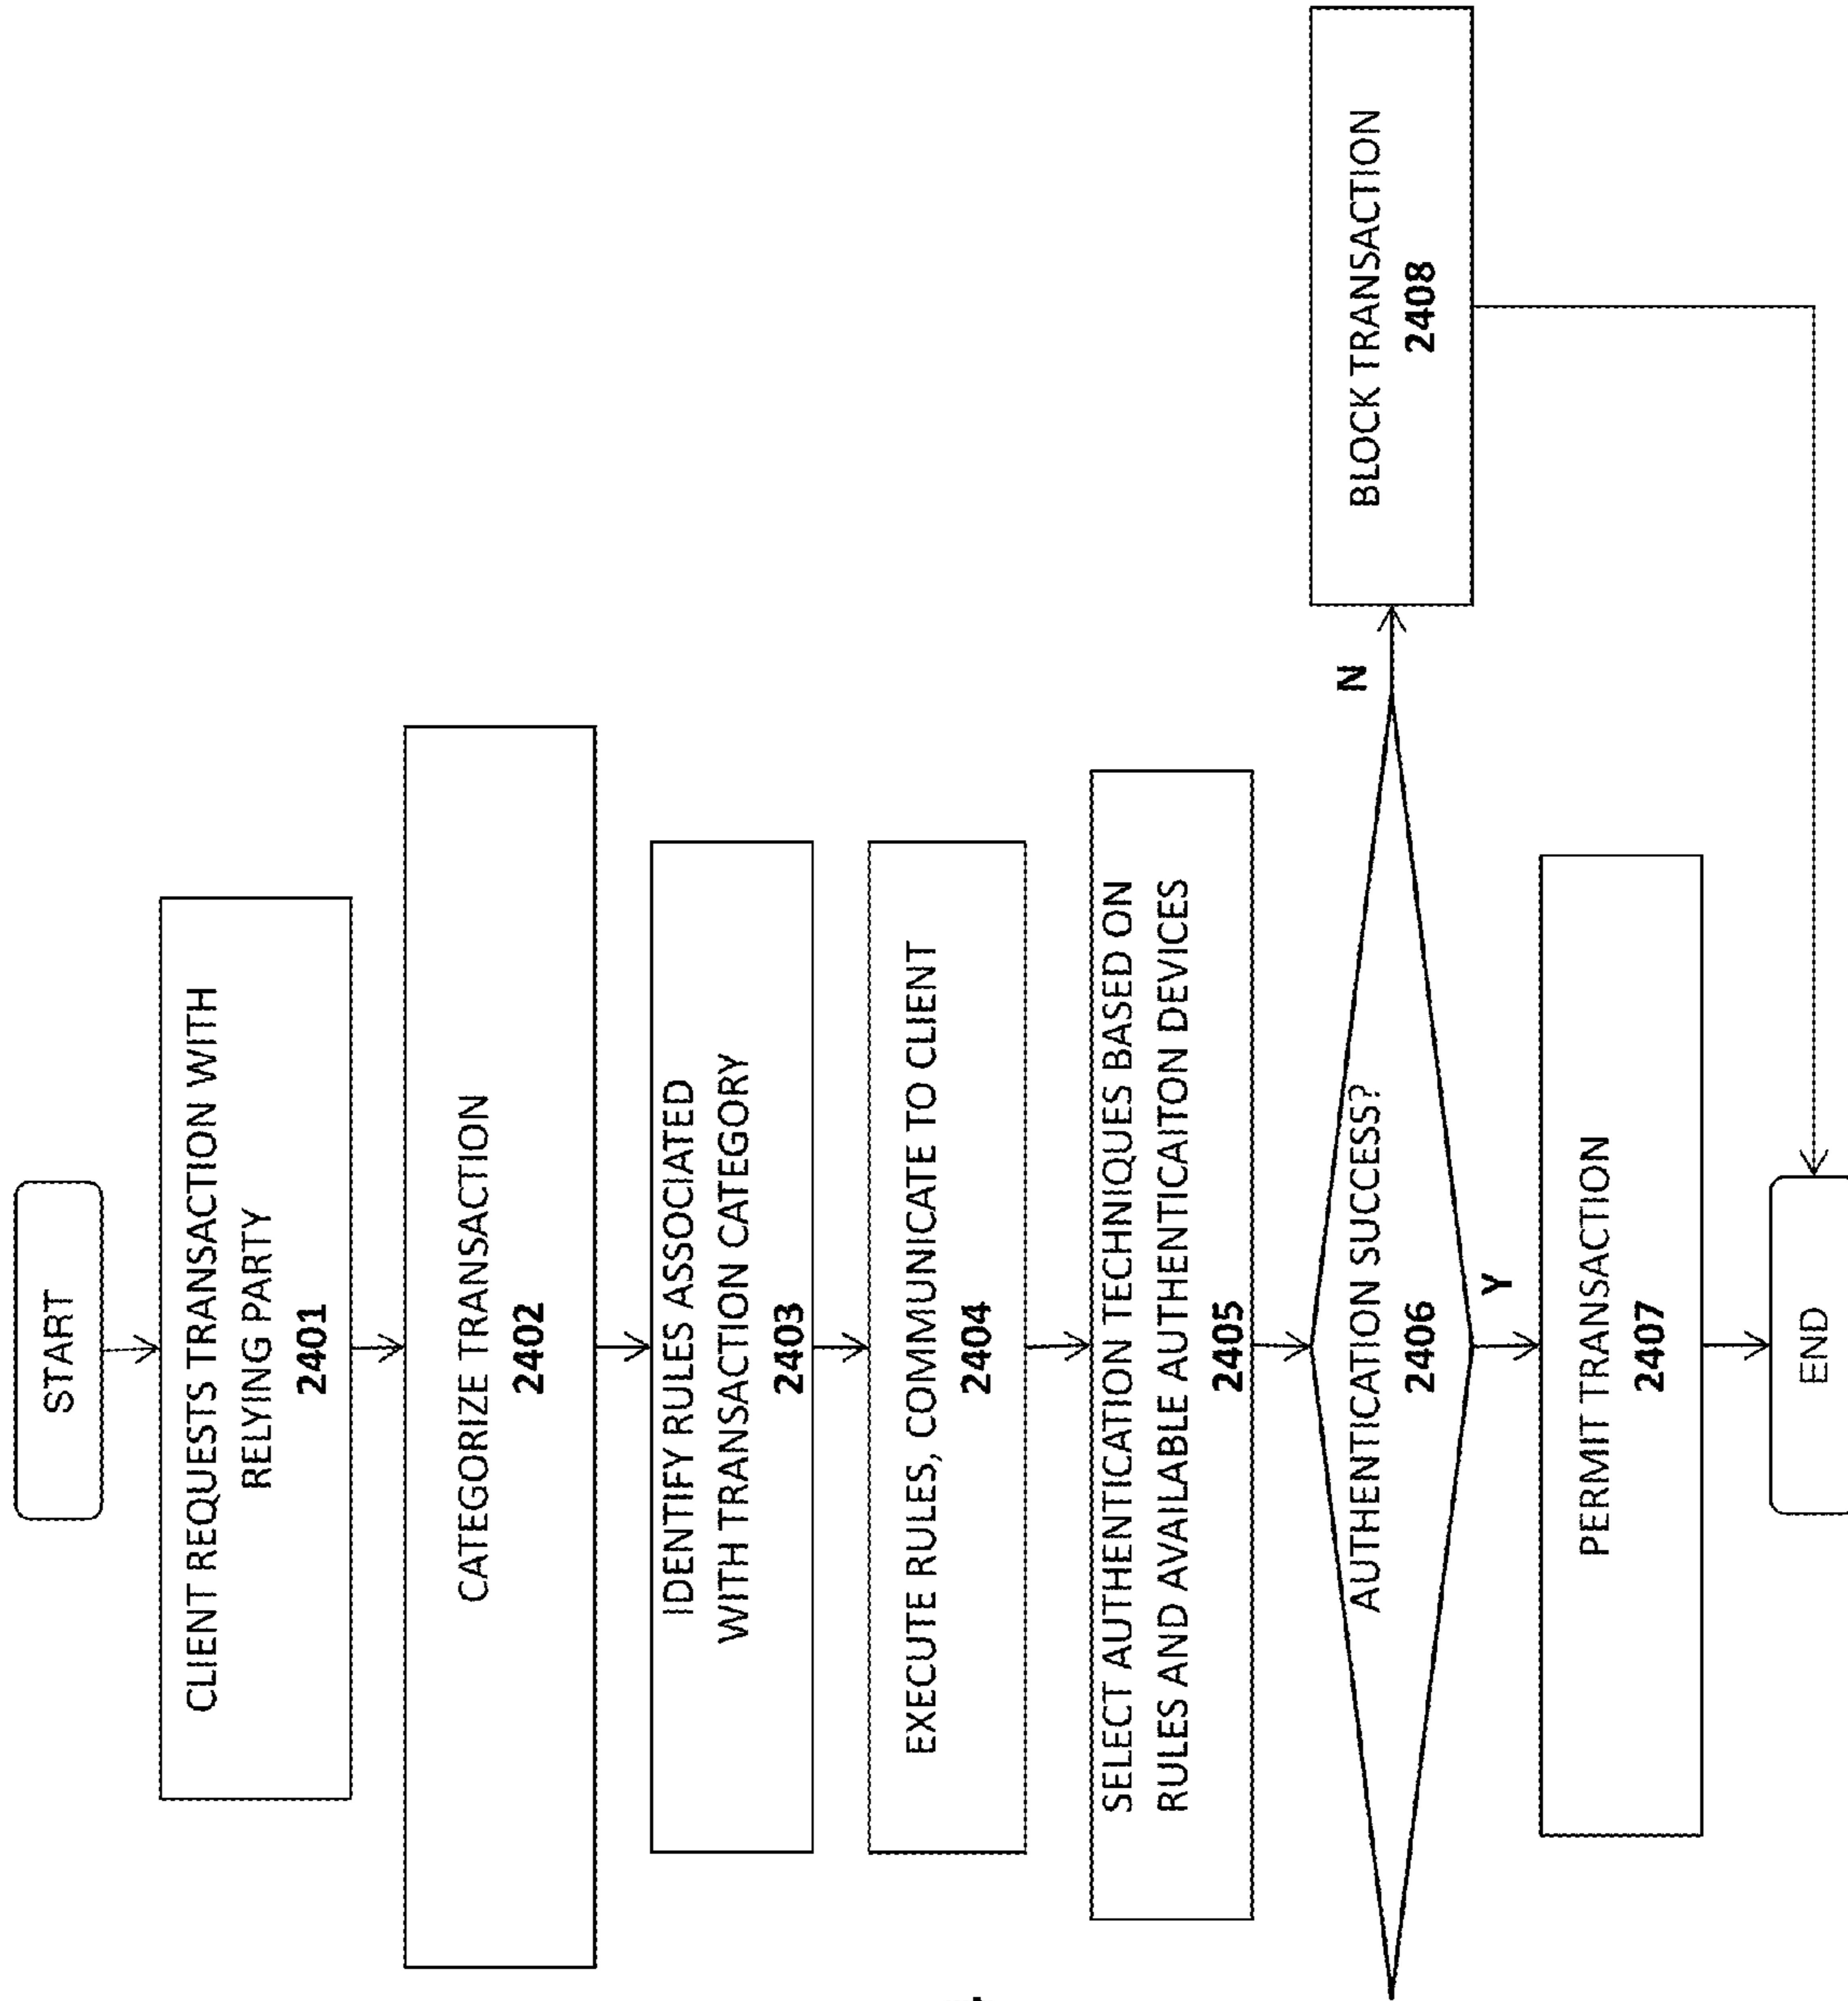 START
CLIENT REQUESTS TRANSACTION WITH
RELYING PARTY
2401
CATEGORIZE TRANSACTION
2402
IDENTIFY RULES ASSOCIATED
WITH TRANSACTION CATEGORY
2403
EXECUTE RULES, COMMUNICATE TO CLIENT
2404
SELECT AUTHENTICATION TECHNIQUES BASED ON
RULES AND AVAILABLE AUTHENTICAITON DEVICES
2405
AUTHENTICATION SUCCESS?
2406
N
BLOCK TRANSACTION
2408
Y
PERMIT TRANSACTION
2407
END